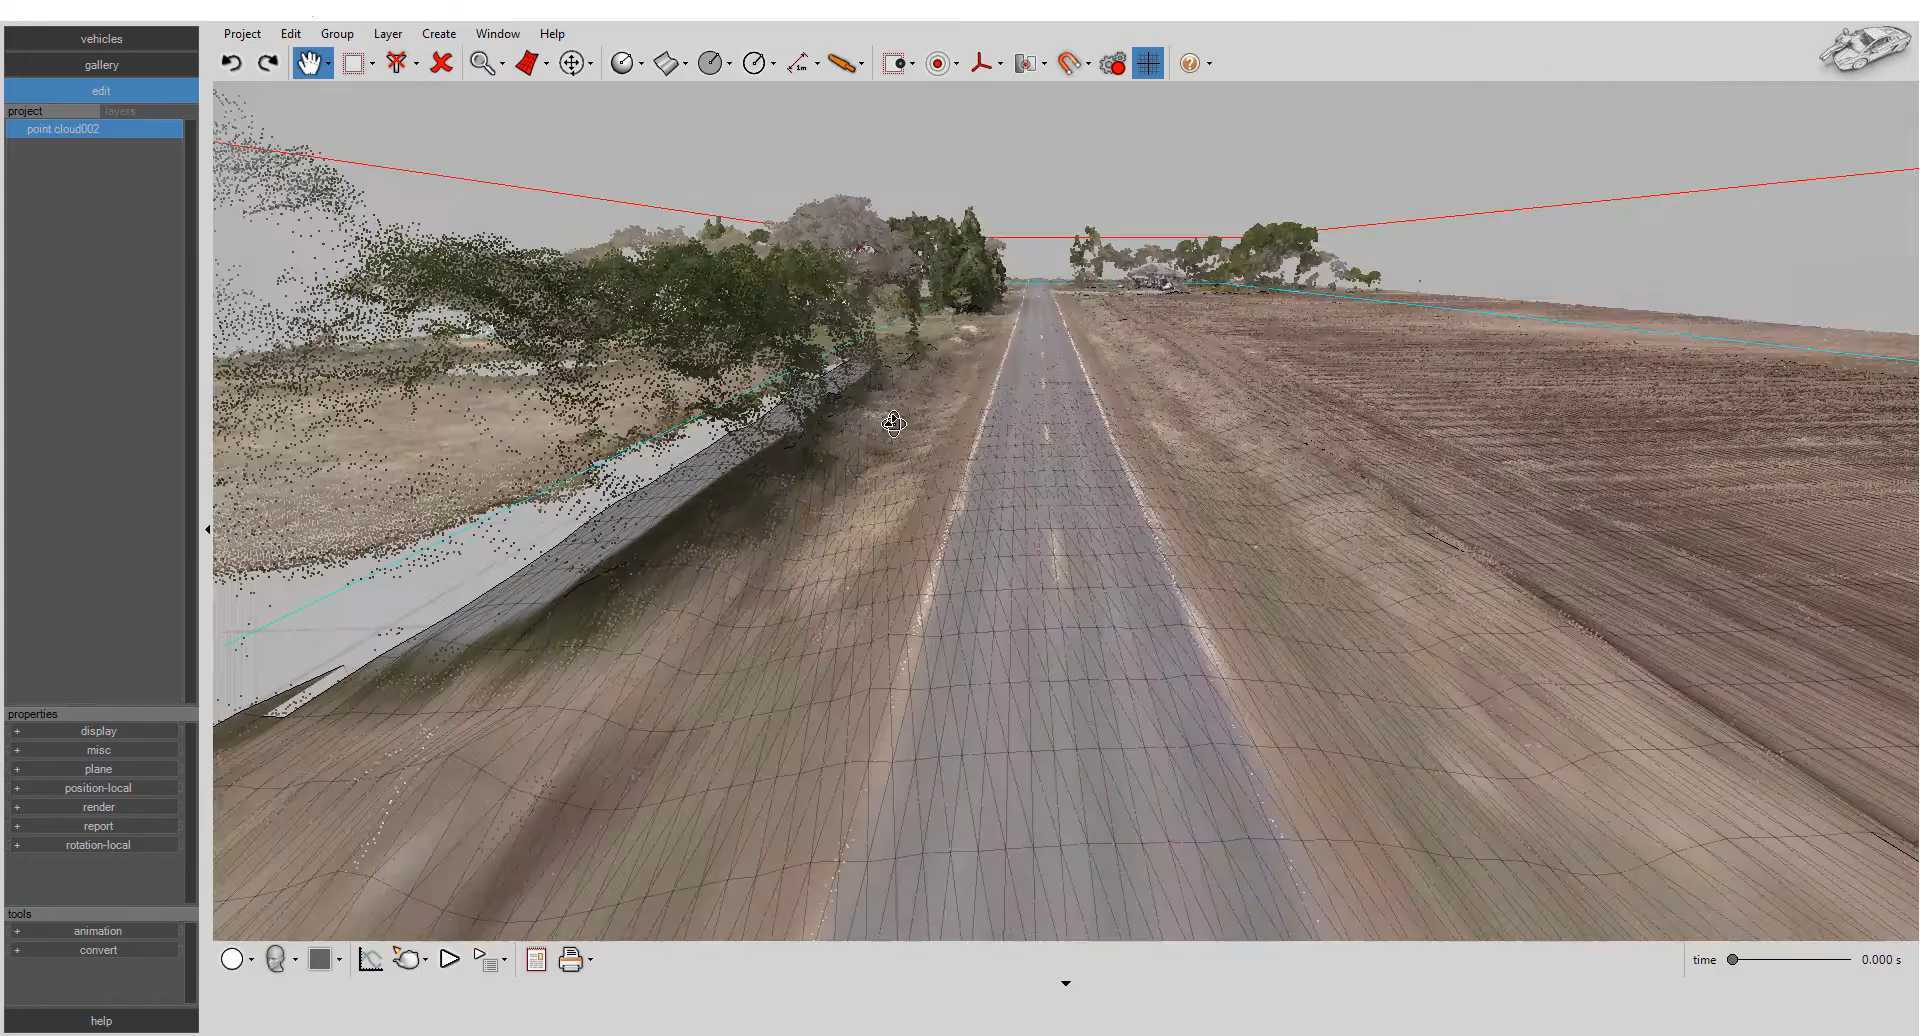 vehicles
gallery
edit
project layers
point cloud002
properties
+ display
+ misc
+ plane
+ position-local
+ render
+ report
+ rotation-local
tools
+ animation
+ convert
help
Project Edit Group Layer Create Window Help
1m
time 0.000 s